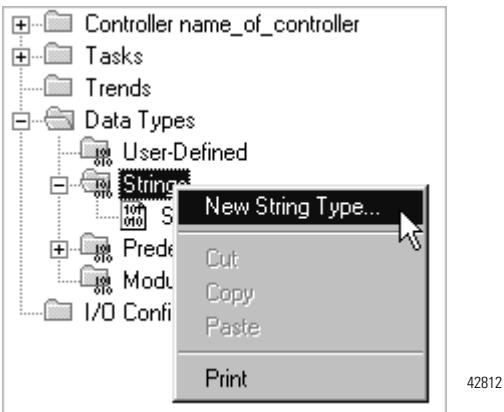 Controller name_of_controller
Tasks
Trends
Data Types
User-Defined
Strings
New String Type...
S
Cut
Prede
Copy
Modu
Paste
I/O Confi
Print
42812